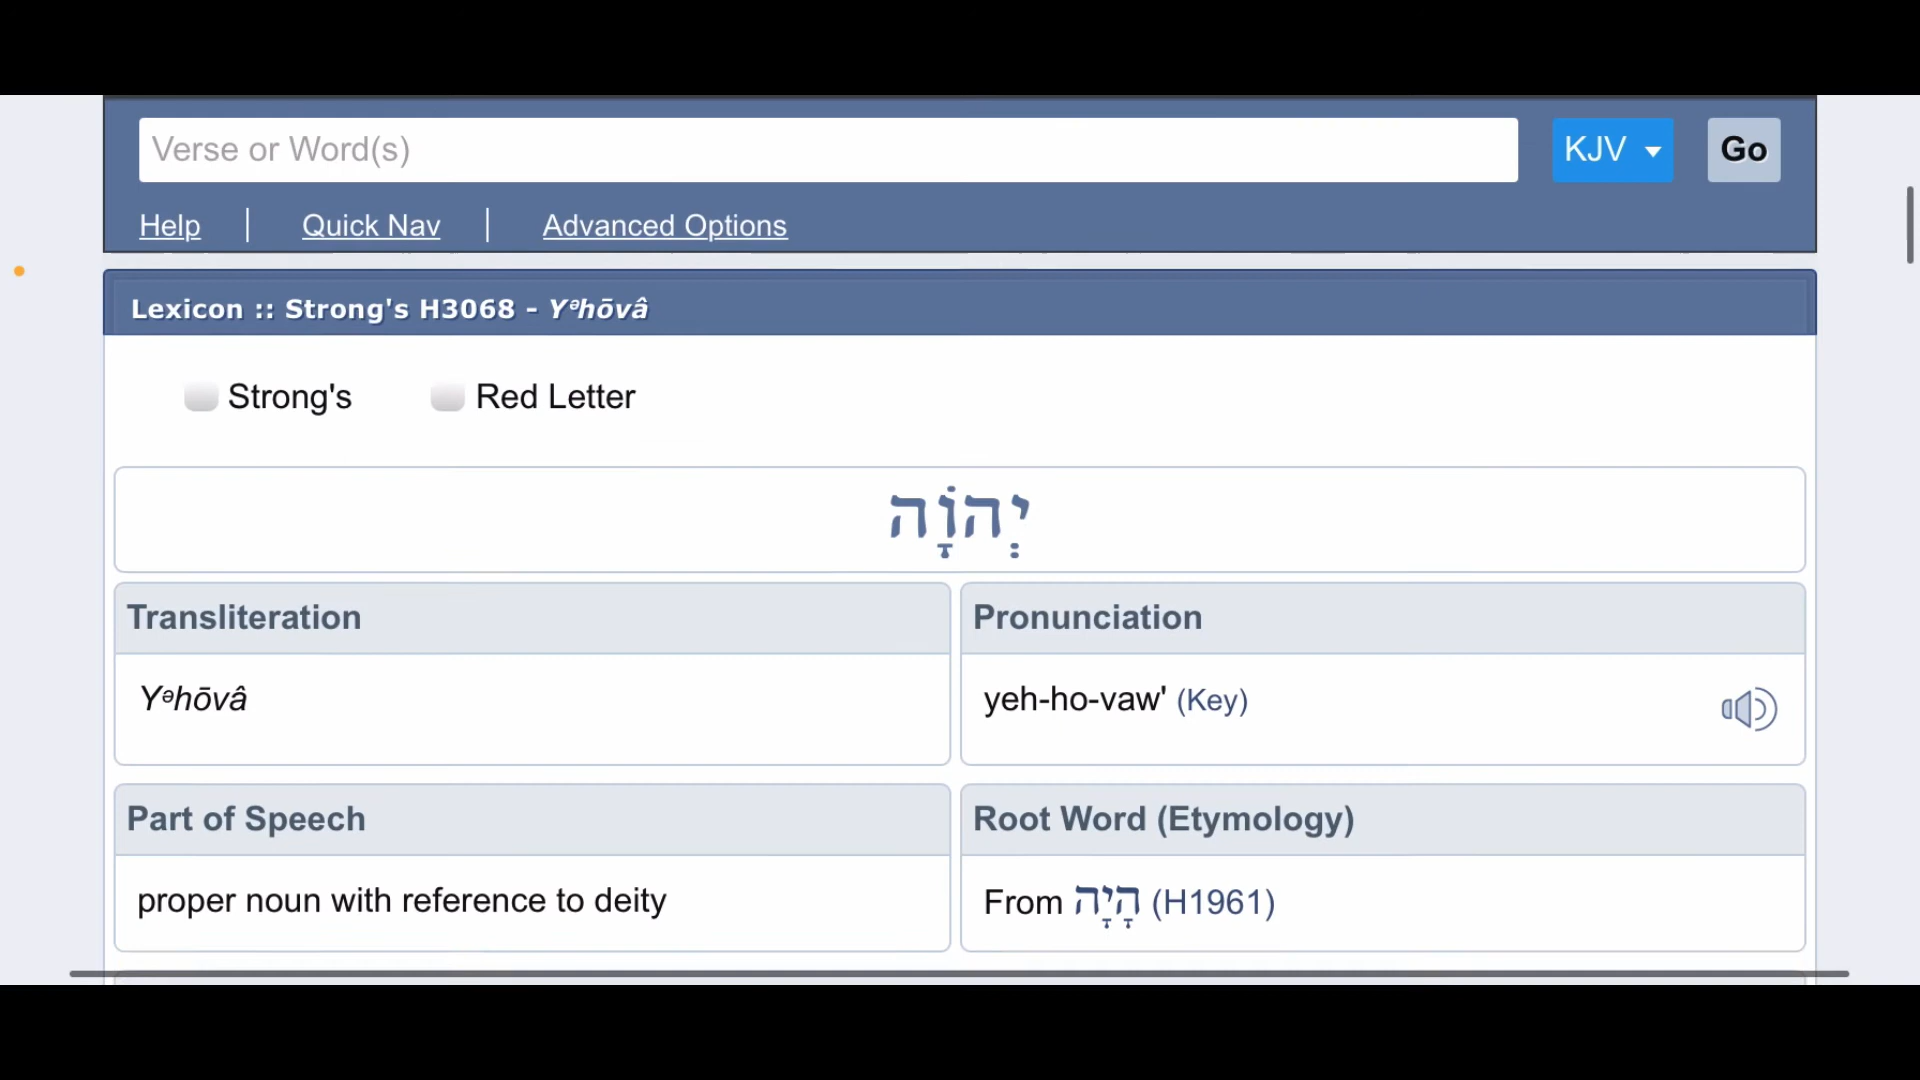 Verse or Word(s)
KJV
Go
Help | Quick Nav | Advanced Options
Lexicon :: Strong's H3068 - Yᵊhōvâ
Strong's
Red Letter
יְהוָֹה
Transliteration
Yᵊhōvâ
Pronunciation
yeh-ho-vaw' (Key)
Part of Speech
proper noun with reference to deity
Root Word (Etymology)
From הָיָה (H1961)